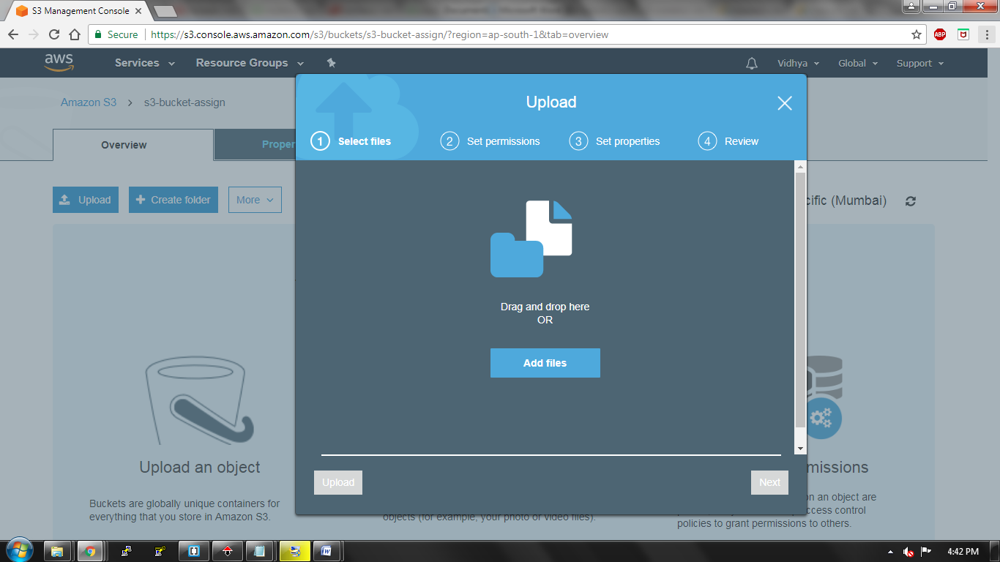 S3 Management Console
Secure
https://s3.console.aws.amazon.com/s3/buckets/s3-bucket-assign/?region=ap-south-1&tab=overview
ABP
aws
Services
Resource Groups
Vidhya
Global
Support
Amazon S3
s3-bucket-assign
Upload
1 Select files
2 Set permissions
3 Set properties
4 Review
Overview
Proper
Upload
Create folder
More
cific (Mumbai)
Drag and drop here
OR
Add files
Upload an object
missions
Upload
Next
Buckets are globally unique containers for
everything that you store in Amazon S3.
objects (for example, your photo or video files).
on an object are
ccess control
policies to grant permissions to others.
4:42 PM